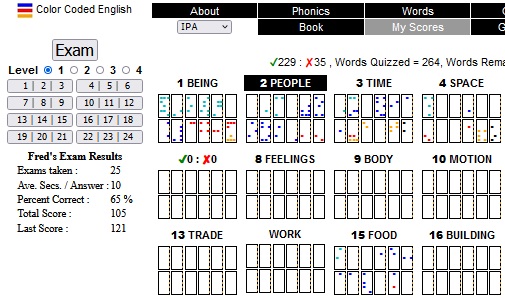 Color Coded English
About
Phonics
Words
IPA
Book
My Scores
Exam
✔229 : ✘35 , Words Quizzed = 264, Words Rema
Level 1 2 3 4
1 | 2 | 3
4 | 5 | 6
7 | 8 | 9
10 | 11 | 12
13 | 14 | 15
16 | 17 | 18
19 | 20 | 21
22 | 23 | 24
Fred's Exam Results
Exams taken : 25
Ave. Secs. / Answer : 10
Percent Correct : 65 %
Total Score : 105
Last Score : 121
1 BEING
2 PEOPLE
3 TIME
4 SPACE
✔0 : ✘0
8 FEELINGS
9 BODY
10 MOTION
13 TRADE
WORK
15 FOOD
16 BUILDING